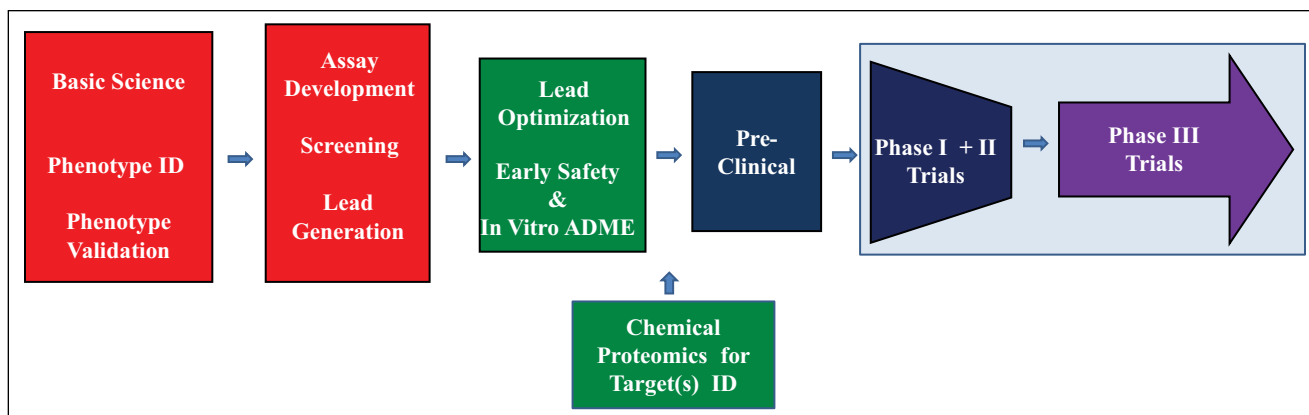 Basic Science
Phenotype ID
Phenotype
Validation
Assay
Development
Screening
Lead
Generation
Lead
Optimization
Early Safety
&
In Vitro ADME
Pre-
Clinical
Phase I + II
Trials
Phase III
Trials
Chemical
Proteomics for
Target(s) ID